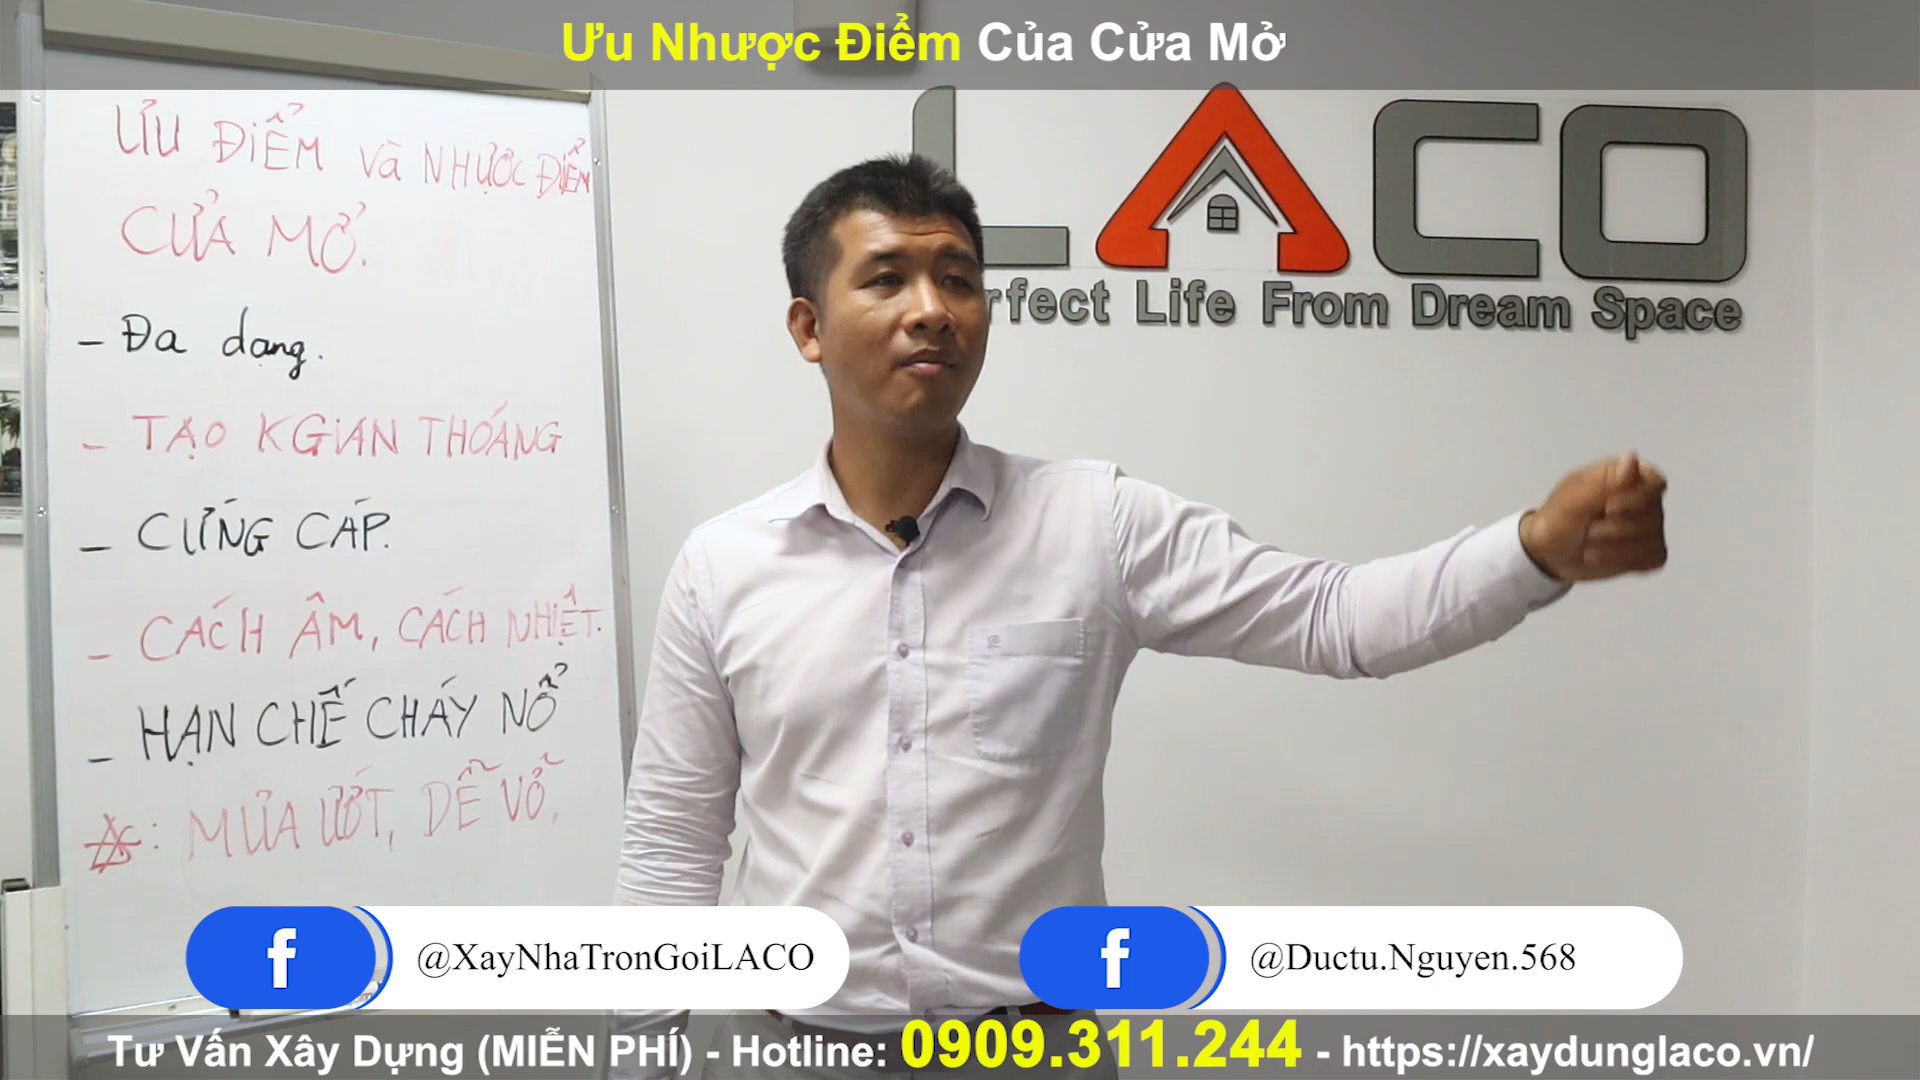 Ưu Nhược Điểm Của Cửa Mở
ƯU ĐIỂM và NHƯỢC ĐIỂM
CỬA MỞ.
- Đa dạng.
- TẠO KGIAN THOÁNG
- CỨNG CÁP.
- CÁCH ÂM, CÁCH NHIỆT.
- HẠN CHẾ CHÁY NỔ
: MƯA ƯỚT, DỄ VỠ,
LACO
rfect Life From Dream Space
@XayNhaTronGoiLACO
@Ductu.Nguyen.568
Tư Vấn Xây Dựng (MIỄN PHÍ) - Hotline: 0909.311.244 - https://xaydunglaco.vn/